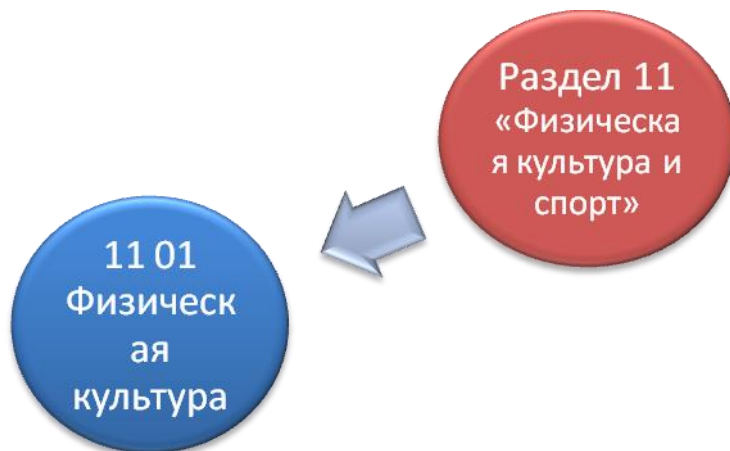 Раздел 11
«Физическа
я культура и
спорт»
11 01
Физическ
ая
культура